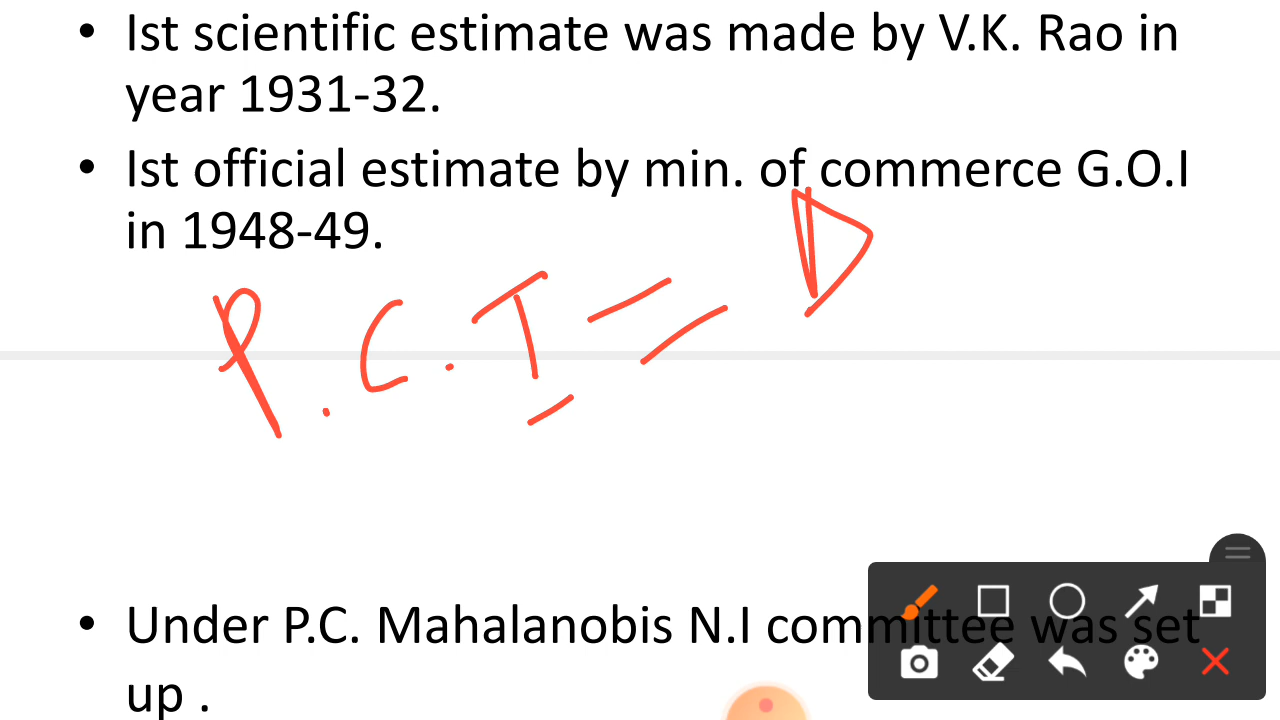 • Ist scientific estimate was made by V.K. Rao in
year 1931-32.
• Ist official estimate by min. of commerce G.O.I
in 1948-49.
P.C.I = D
• Under P.C. Mahalanobis N.I committee was set
up .